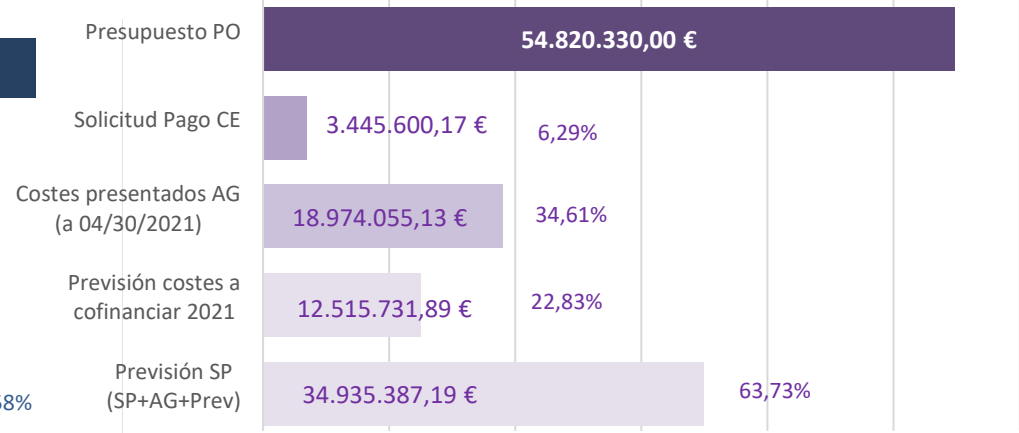 Presupuesto PO
54.820.330,00 €
Solicitud Pago CE
3.445.600,17 €
6,29%
Costes presentados AG
(a 04/30/2021)
18.974.055,13 €
34,61%
Previsión costes a
cofinanciar 2021
12.515.731,89 €
22,83%
Previsión SP
(SP+AG+Prev)
34.935.387,19 €
63,73%